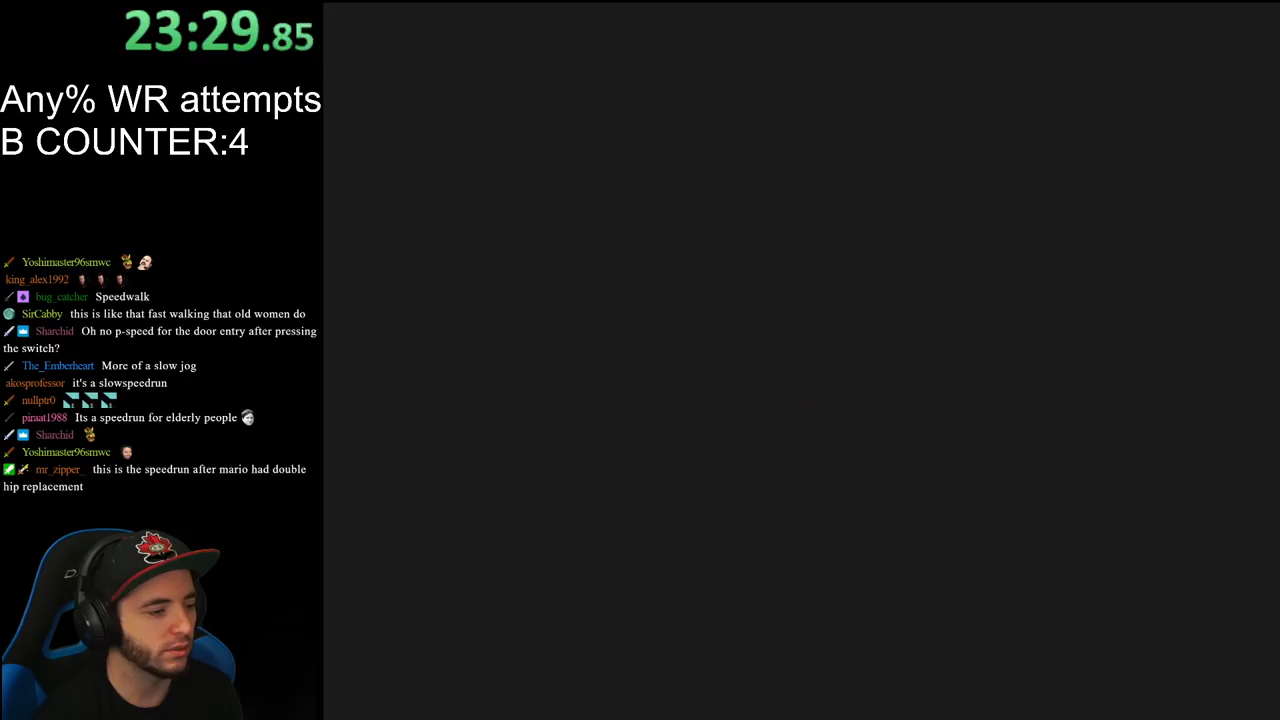 23:29.85
Any% WR attempts
B COUNTER:4
Yoshimaster96smwc
king_alex1992
bug_catcher Speedwalk
SirCabby this is like that fast walking that old women do
Sharchid Oh no p-speed for the door entry after pressing
the switch?
The_Emberheart More of a slow jog
akosprofessor it's a slowspeedrun
nullptr0
piraat1988 Its a speedrun for elderly people
Sharchid
Yoshimaster96smwc
mr_zipper_ this is the speedrun after mario had double
hip replacement